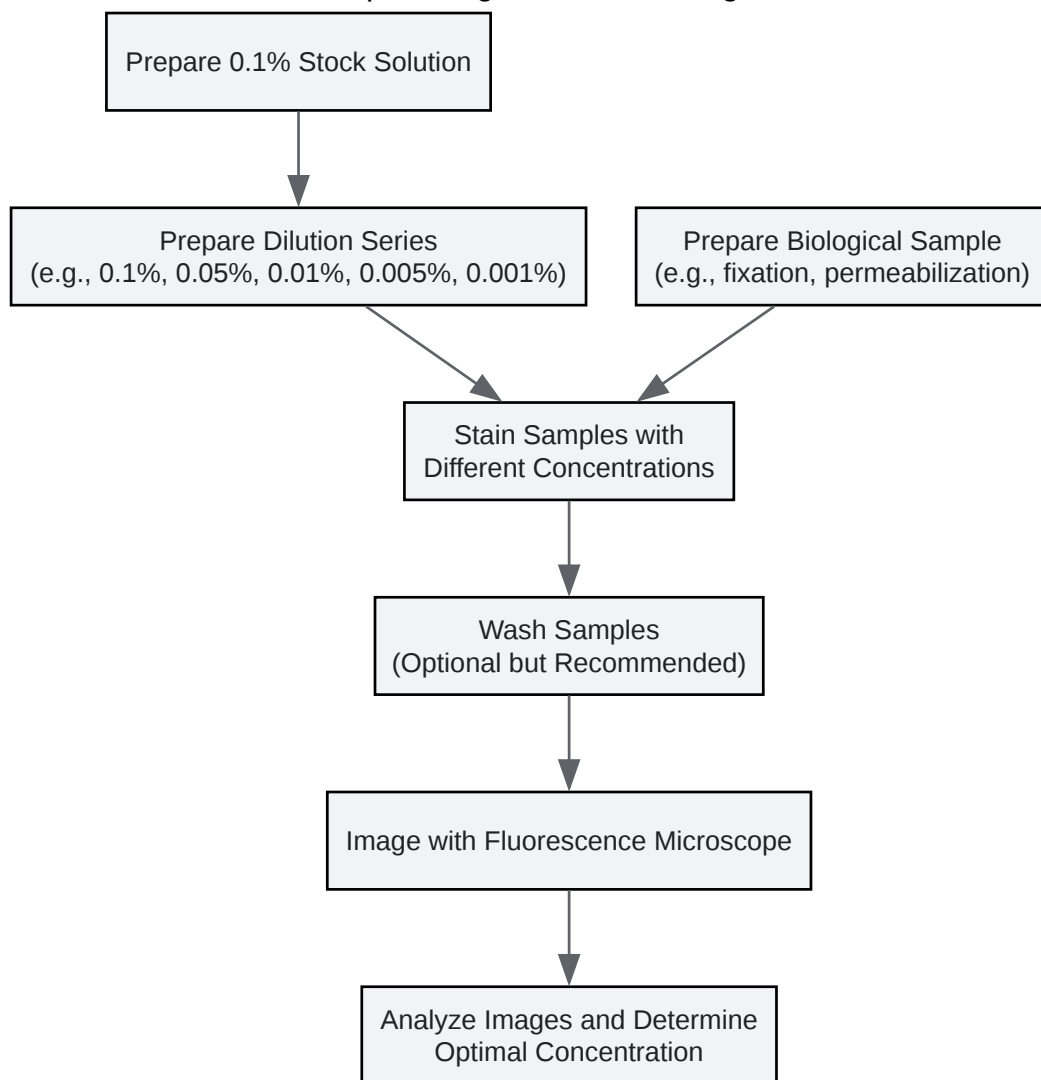 Prepare 0.1% Stock Solution
Prepare Dilution Series
(e.g., 0.1%, 0.05%, 0.01%, 0.005%, 0.001%)
Prepare Biological Sample
(e.g., fixation, permeabilization)
Stain Samples with
Different Concentrations
Wash Samples
(Optional but Recommended)
Image with Fluorescence Microscope
Analyze Images and Determine
Optimal Concentration